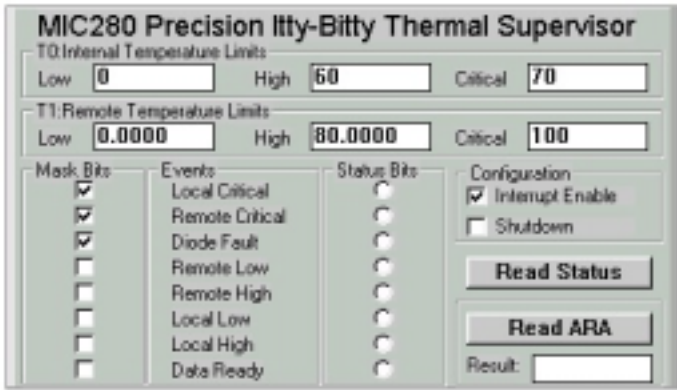 MIC280 Precision Itty-Bitty Thermal Supervisor
T0:Internal Temperature Limits
Low 0 High 60 Critical 70
T1:Remote Temperature Limits
Low 0.0000 High 80.0000 Critical 100
Mask Bits Events Status Bits Configuration
Local Critical Interrupt Enable
Remote Critical Shutdown
Diode Fault
Remote Low Read Status
Remote High
Local Low Read ARA
Local High
Data Ready Result: